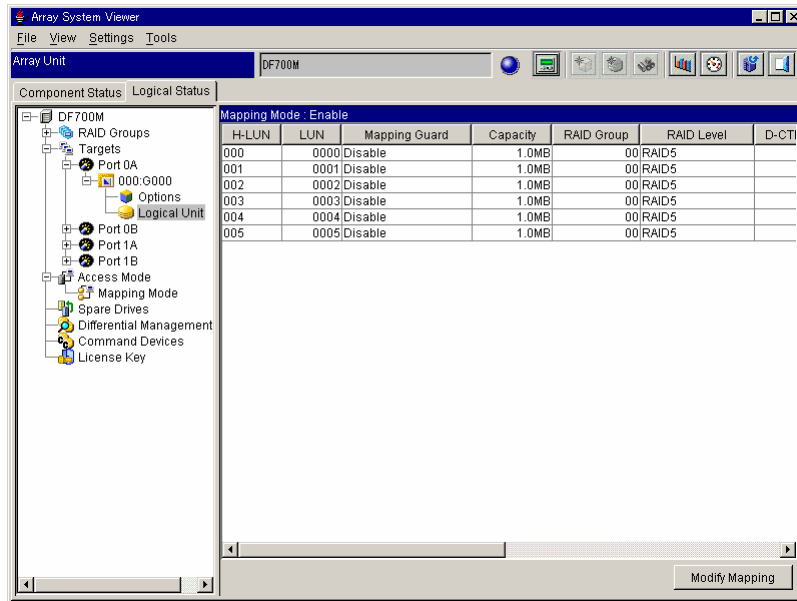 Array System Viewer
File View Settings Tools
Array Unit
DF700M
Component Status Logical Status
DF700M
RAID Groups
Targets
Port 0A
000:G000
Options
Logical Unit
Port 0B
Port 1A
Port 1B
Access Mode
Mapping Mode
Spare Drives
Differential Management
Command Devices
License Key
Mapping Mode : Enable
H-LUN LUN Mapping Guard Capacity RAID Group RAID Level D-CTL
000 0000 Disable 1.0MB 00 RAID5
001 0001 Disable 1.0MB 00 RAID5
002 0002 Disable 1.0MB 00 RAID5
003 0003 Disable 1.0MB 00 RAID5
004 0004 Disable 1.0MB 00 RAID5
005 0005 Disable 1.0MB 00 RAID5
Modify Mapping